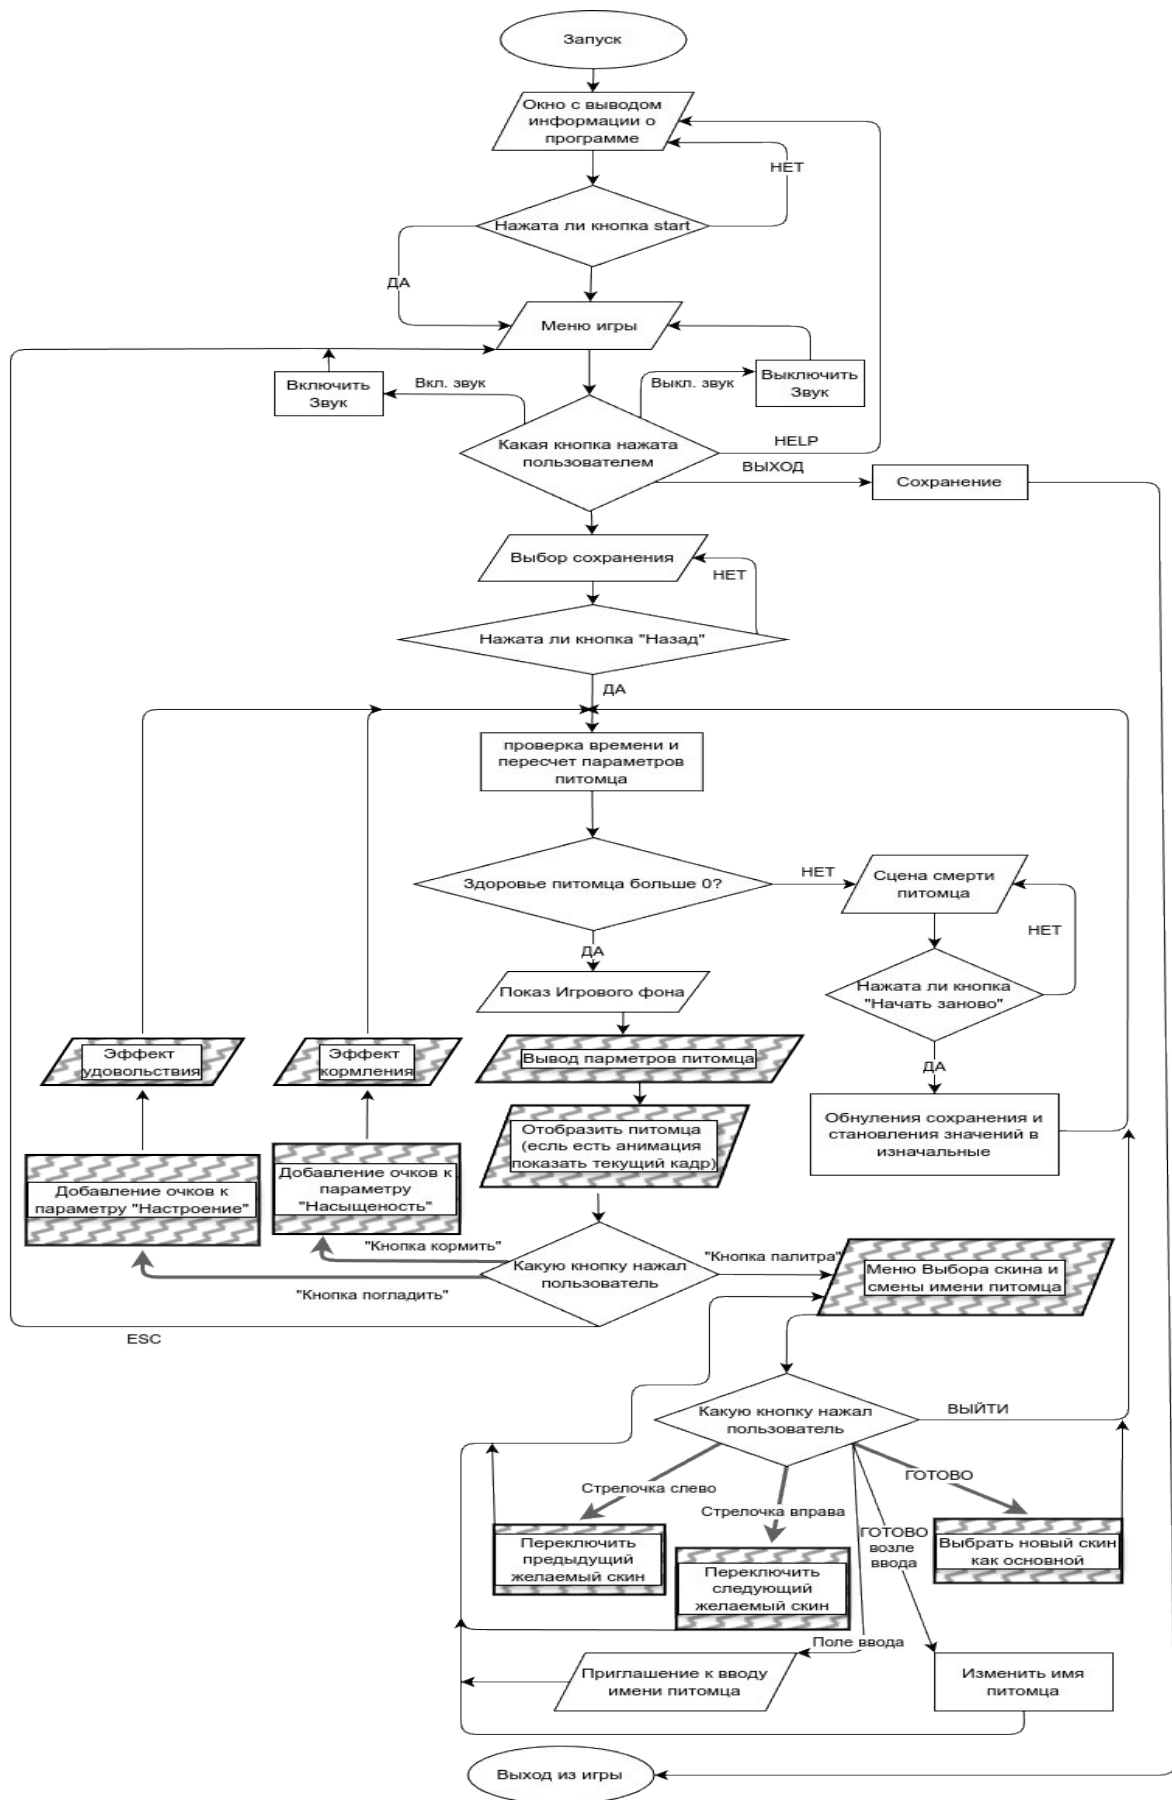 Запуск
Окно с выводом
информации о
программе
НЕТ
Нажата ли кнопка start
ДА
Меню игры
Включить
Звук
Вкл. звук
Выкл. звук
Выключить
Звук
Какая кнопка нажата
пользователем
HELP
ВЫХОД
Сохранение
Выбор сохранения
НЕТ
Нажата ли кнопка "Назад"
ДА
проверка времени и
пересчет параметров
питомца
Здоровье питомца больше 0?
НЕТ
Сцена смерти
питомца
НЕТ
ДА
Показ Игрового фона
Нажата ли кнопка
"Начать заново"
Эффект
удовольствия
Эффект
кормления
Вывод парметров питомца
ДА
Отобразить питомца
(есль есть анимация
показать текущий кадр)
Обнуления сохранения и
становления значений в
изначальные
Добавление очков к
параметру "Настроение"
Добавление очков к
параметру
"Насыщеность"
"Кнопка кормить"
"Кнопка погладить"
Какую кнопку нажал
пользователь
"Кнопка палитра"
Меню Выбора скина и
смены имени питомца
ESC
Какую кнопку нажал
пользователь
ВЫЙТИ
Стрелочка слево
Стрелочка вправа
ГОТОВО
ГОТОВО
возле
ввода
Переключить
предыдущий
желаемый скин
Переключить
следующий
желаемый скин
Выбрать новый скин
как основной
Поле ввода
Приглашение к вводу
имени питомца
Изменить имя
питомца
Выход из игры